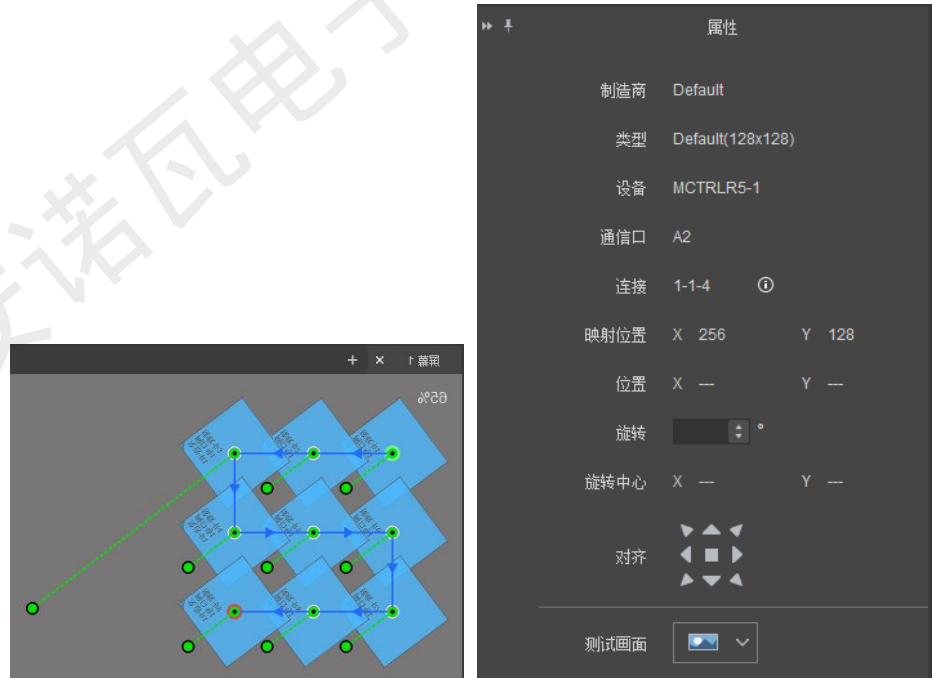 安诺瓦电子
属性
制造商 Default
类型 Default(128x128)
设备 MCTRLR5-1
通信口 A2
连接 1-1-4
映射位置 X 256 Y 128
位置 X --- Y ---
旋转 °
旋转中心 X --- Y ---
对齐
测试画面
屏幕 1
65%